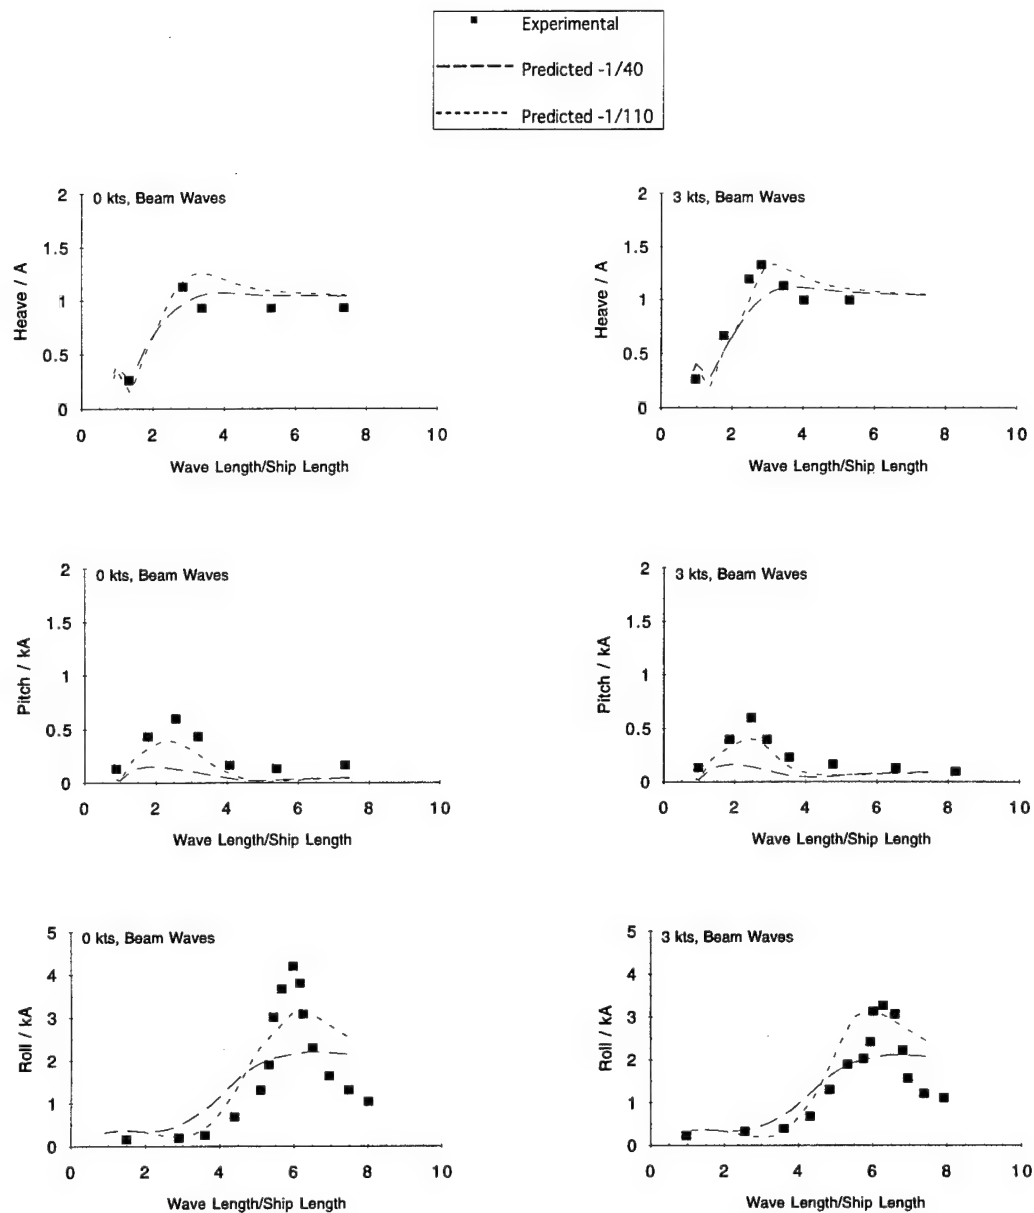 Experimental
Predicted -1/40
Predicted -1/110
0 kts, Beam Waves
2
1.5
1
0.5
0
Heave / A
0 2 4 6 8 10
Wave Length/Ship Length
3 kts, Beam Waves
2
1.5
1
0.5
0
Heave / A
0 2 4 6 8 10
Wave Length/Ship Length
0 kts, Beam Waves
2
1.5
1
0.5
0
Pitch / kA
0 2 4 6 8 10
Wave Length/Ship Length
3 kts, Beam Waves
2
1.5
1
0.5
0
Pitch / kA
0 2 4 6 8 10
Wave Length/Ship Length
0 kts, Beam Waves
5
4
3
2
1
0
Roll / kA
0 2 4 6 8 10
Wave Length/Ship Length
3 kts, Beam Waves
5
4
3
2
1
0
Roll / kA
0 2 4 6 8 10
Wave Length/Ship Length